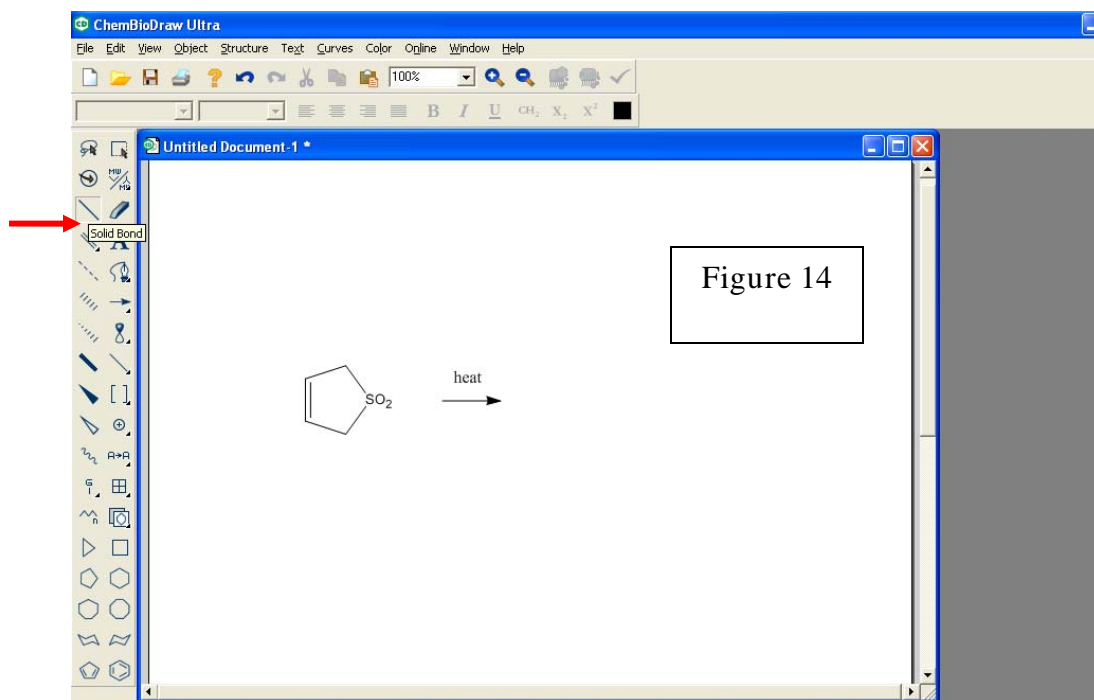 ChemBioDraw Ultra
File Edit View Object Structure Text Curves Color Online Window Help
100%
B I U CH₂ X₂ X²
Untitled Document-1 *
Solid Bond
A
Figure 14
heat
SO₂